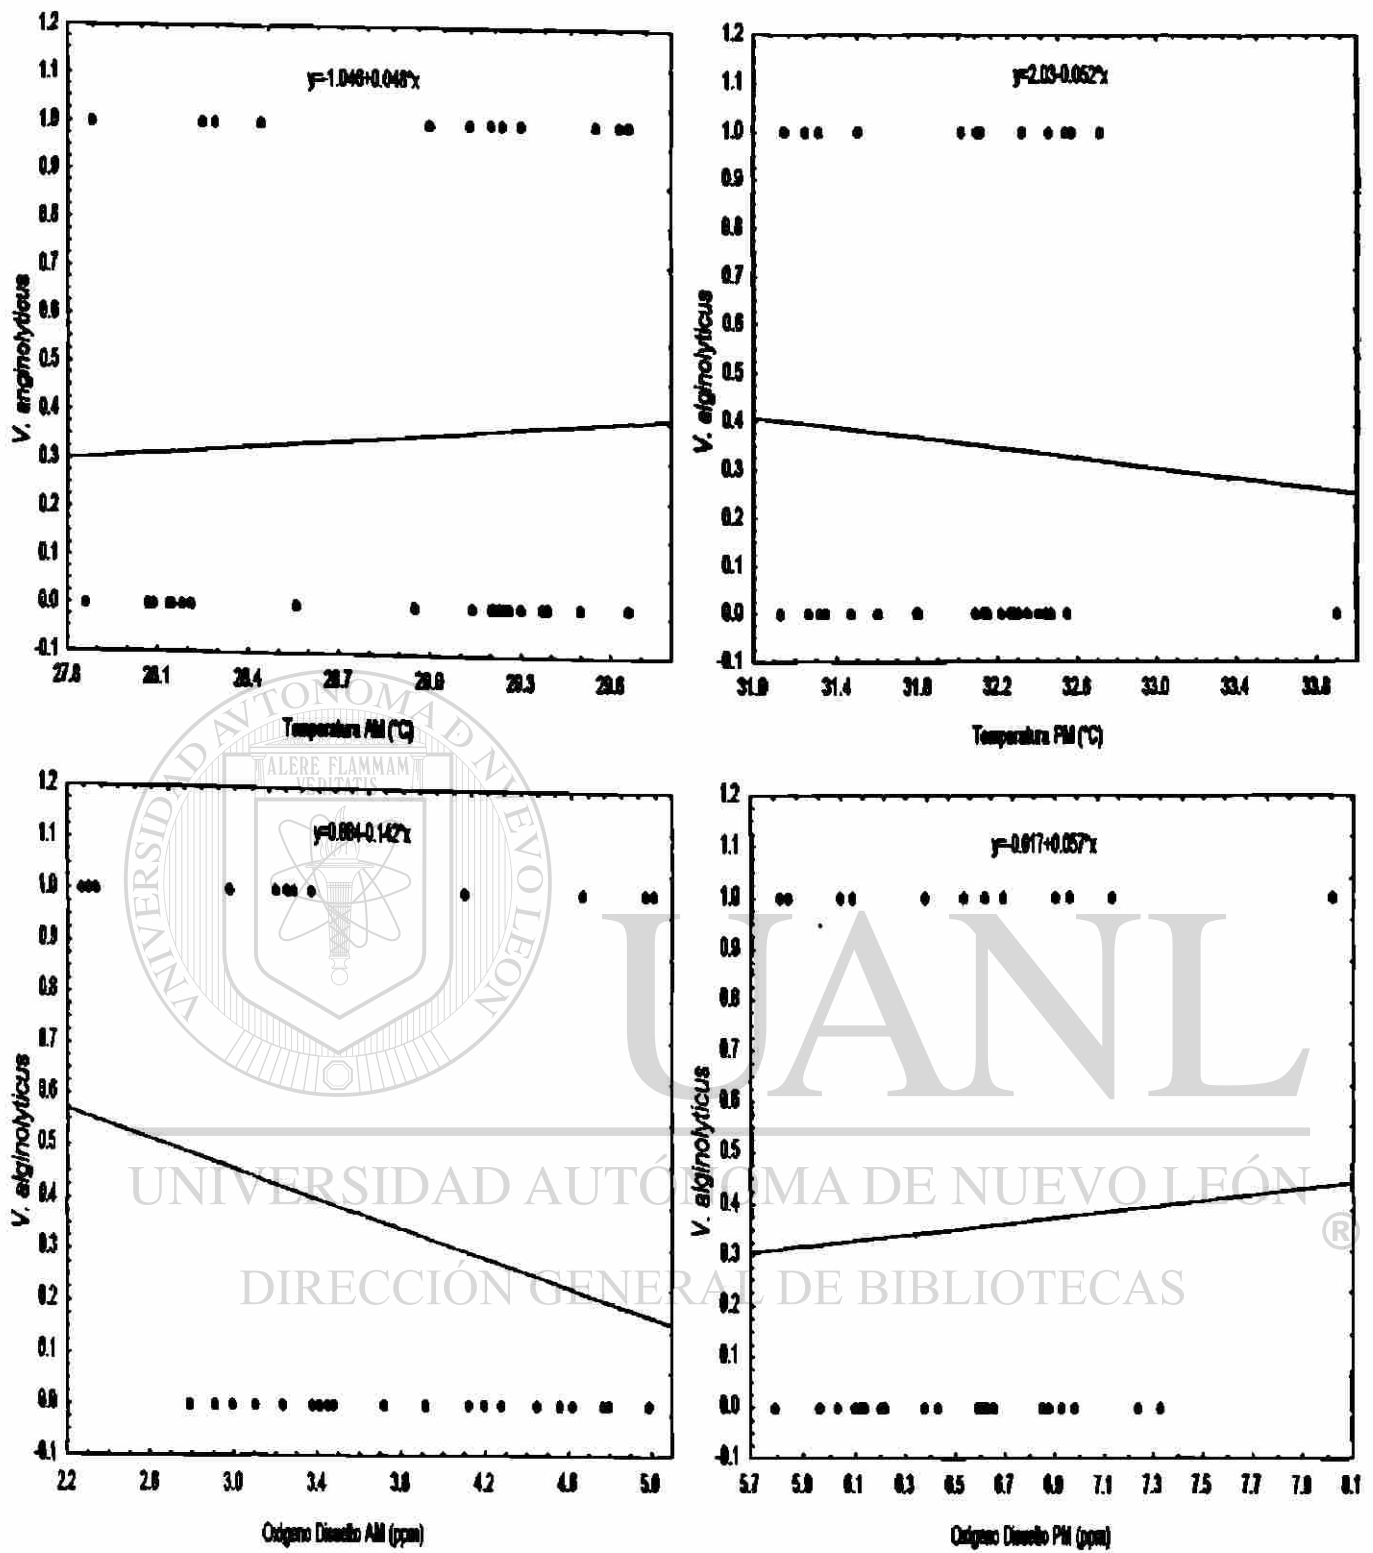 1.2
1.1
1.0
0.9
0.8
0.7
0.6
0.5
0.4
0.3
0.2
0.1
0.0
-0.1
V. anginolyticus
y=-1.046+0.048*x
27.8 28.1 28.4 28.7 29.3 29.6
Temperatura AM (°C)
1.2
1.1
1.0
0.9
0.8
0.7
0.6
0.5
0.4
0.3
0.2
0.1
0.0
-0.1
V. alginolyticus
y=2.03-0.052*x
31.4 31.8 32.2 32.6 33.0 33.4 33.8
Temperatura PM (°C)
1.2
1.1
1.0
0.9
0.8
0.7
0.6
0.5
0.4
0.3
0.2
0.1
0.0
-0.1
V. alginolyticus
y=0.884-0.142*x
2.2 2.6 3.0 3.4 3.8 4.2 4.6 5.0
Oxígeno Disuelto AM (ppm)
1.2
1.1
1.0
0.9
0.8
0.7
0.6
0.5
0.4
0.3
0.2
0.1
0.0
-0.1
V. alginolyticus
y=-0.017+0.057*x
5.7 5.9 6.1 6.3 6.5 6.7 6.9 7.1 7.3 7.5 7.7 7.9 8.1
Oxígeno Disuelto PM (ppm)
UNIVERSIDAD AVTONOMA DE NUEVO LEON
ALERE FLAMMAM
VERITATIS
UANL
UNIVERSIDAD AUTÓNOMA DE NUEVO LEÓN
®
DIRECCIÓN GENERAL DE BIBLIOTECAS